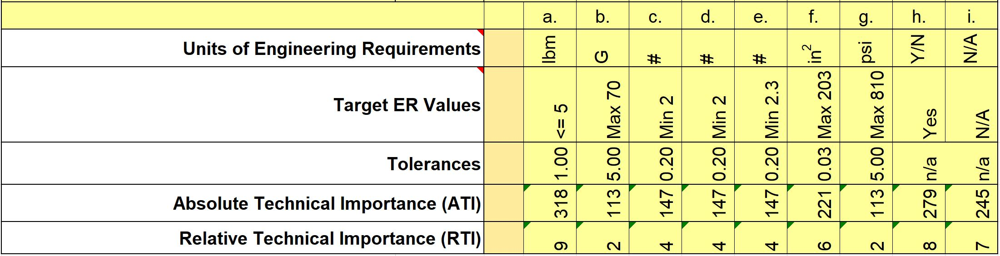 a. b. c. d. e. f. g. h. i.
Units of Engineering Requirements lbm G # # # in² psi Y/N N/A
Target ER Values <= 5 Max 70 Min 2 Min 2 Min 2.3 Max 203 Max 810 Yes N/A
Tolerances 1.00 5.00 0.20 0.20 0.20 0.03 5.00 n/a n/a
Absolute Technical Importance (ATI) 318 113 147 147 147 221 113 279 245
Relative Technical Importance (RTI) 9 2 4 4 4 6 2 8 7